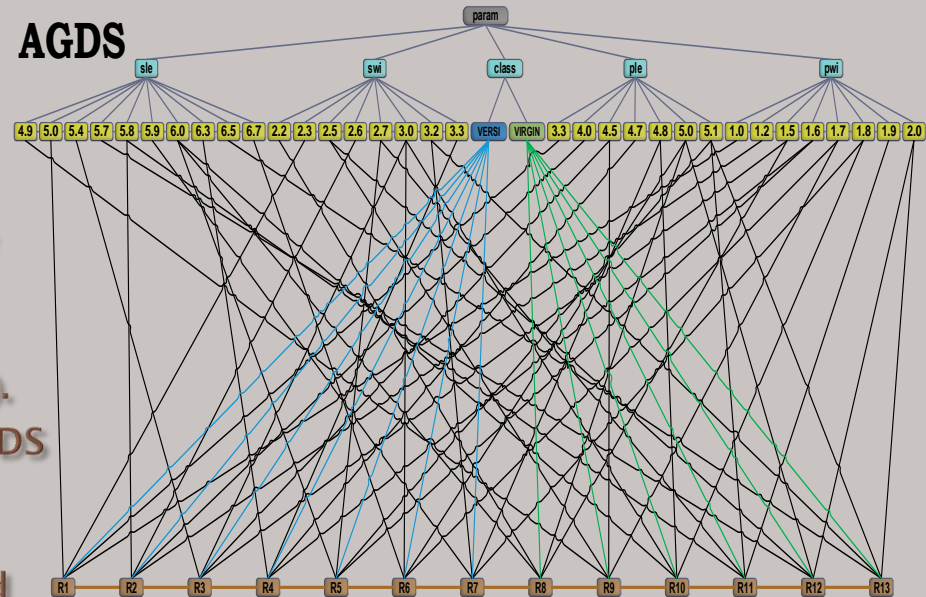 param
AGDS
sle swi class ple pwi
4.9 5.0 5.4 5.7 5.8 5.9 6.0 6.3 6.5 6.7 2.2 2.3 2.5 2.6 2.7 3.0 3.2 3.3 VERSI VIRGIN 3.3 4.0 4.5 4.7 4.8 5.0 5.1 1.0 1.2 1.5 1.6 1.7 1.8 1.9 2.0
DS
R1 R2 R3 R4 R5 R6 R7 R8 R9 R10 R11 R12 R13